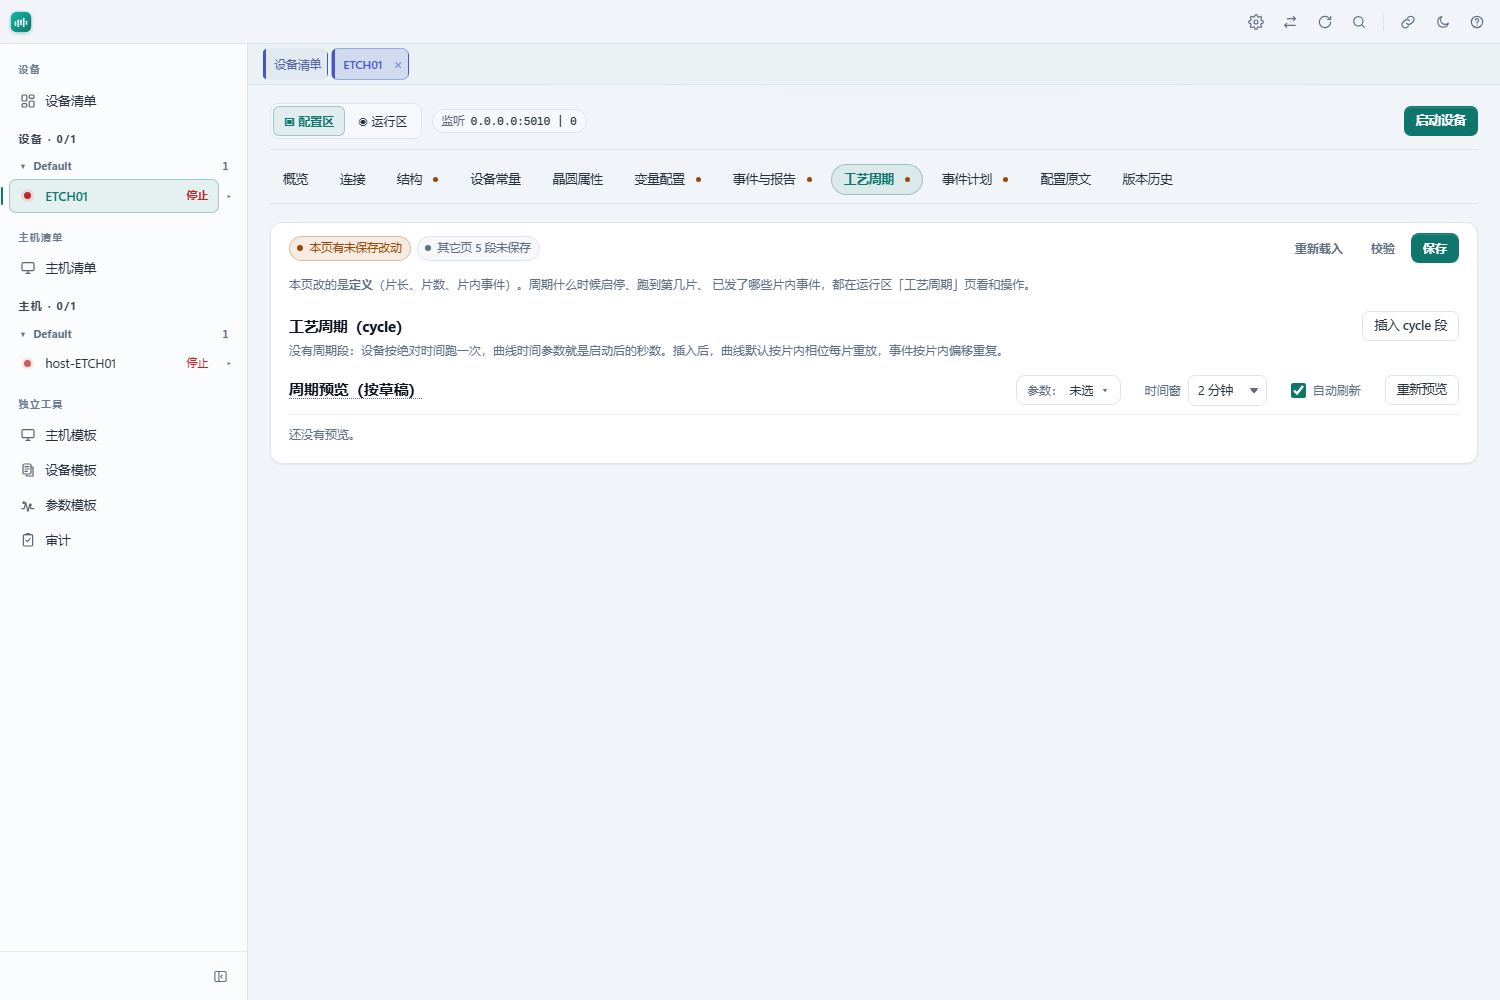 设备
设备清单
设备 · 0/1
Default 1
ETCH01 停止
主机清单
主机清单
主机 · 0/1
Default 1
host-ETCH01 停止
独立工具
主机模板
设备模板
参数模板
审计
设备清单 ETCH01 ×
配置区 运行区 监听 0.0.0.0:5010 | 0 启动设备
概览 连接 结构 设备常量 晶圆属性 变量配置 事件与报告 工艺周期 事件计划 配置原文 版本历史
本页有未保存改动 其它页 5 段未保存 重新载入 校验 保存
本页改的是定义（片长、片数、片内事件）。周期什么时候启停、跑到第几片、 已发了哪些片内事件，都在运行区「工艺周期」页看和操作。
工艺周期（cycle） 插入 cycle 段
没有周期段：设备按绝对时间跑一次，曲线时间参数就是启动后的秒数。插入后，曲线默认按片内相位每片重放，事件按片内偏移重复。
周期预览（按草稿） 参数： 未选 时间窗 2 分钟 自动刷新 重新预览
还没有预览。